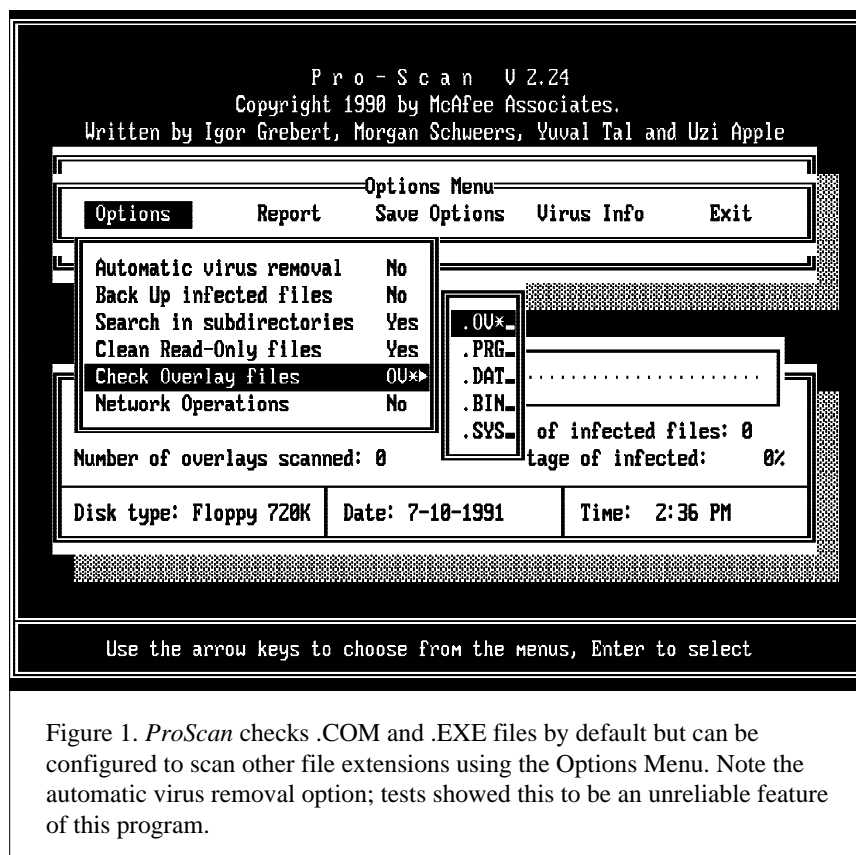 P r o - S c a n   V 2.24
Copyright 1990 by McAfee Associates.
Written by Igor Grebert, Morgan Schweers, Yuval Tal and Uzi Apple
Options Menu
Options Report Save Options Virus Info Exit
Automatic virus removal No
Back Up infected files No
Search in subdirectories Yes
Clean Read-Only files Yes
Check Overlay files OV*►
Network Operations No
.OV*
.PRG
.DAT
.BIN
.SYS
of infected files: 0
Number of overlays scanned: 0 tage of infected: 0%
Disk type: Floppy 720K Date: 7-10-1991 Time: 2:36 PM
Use the arrow keys to choose from the menus, Enter to select
Figure 1. ProScan checks .COM and .EXE files by default but can be
configured to scan other file extensions using the Options Menu. Note the
automatic virus removal option; tests showed this to be an unreliable feature
of this program.